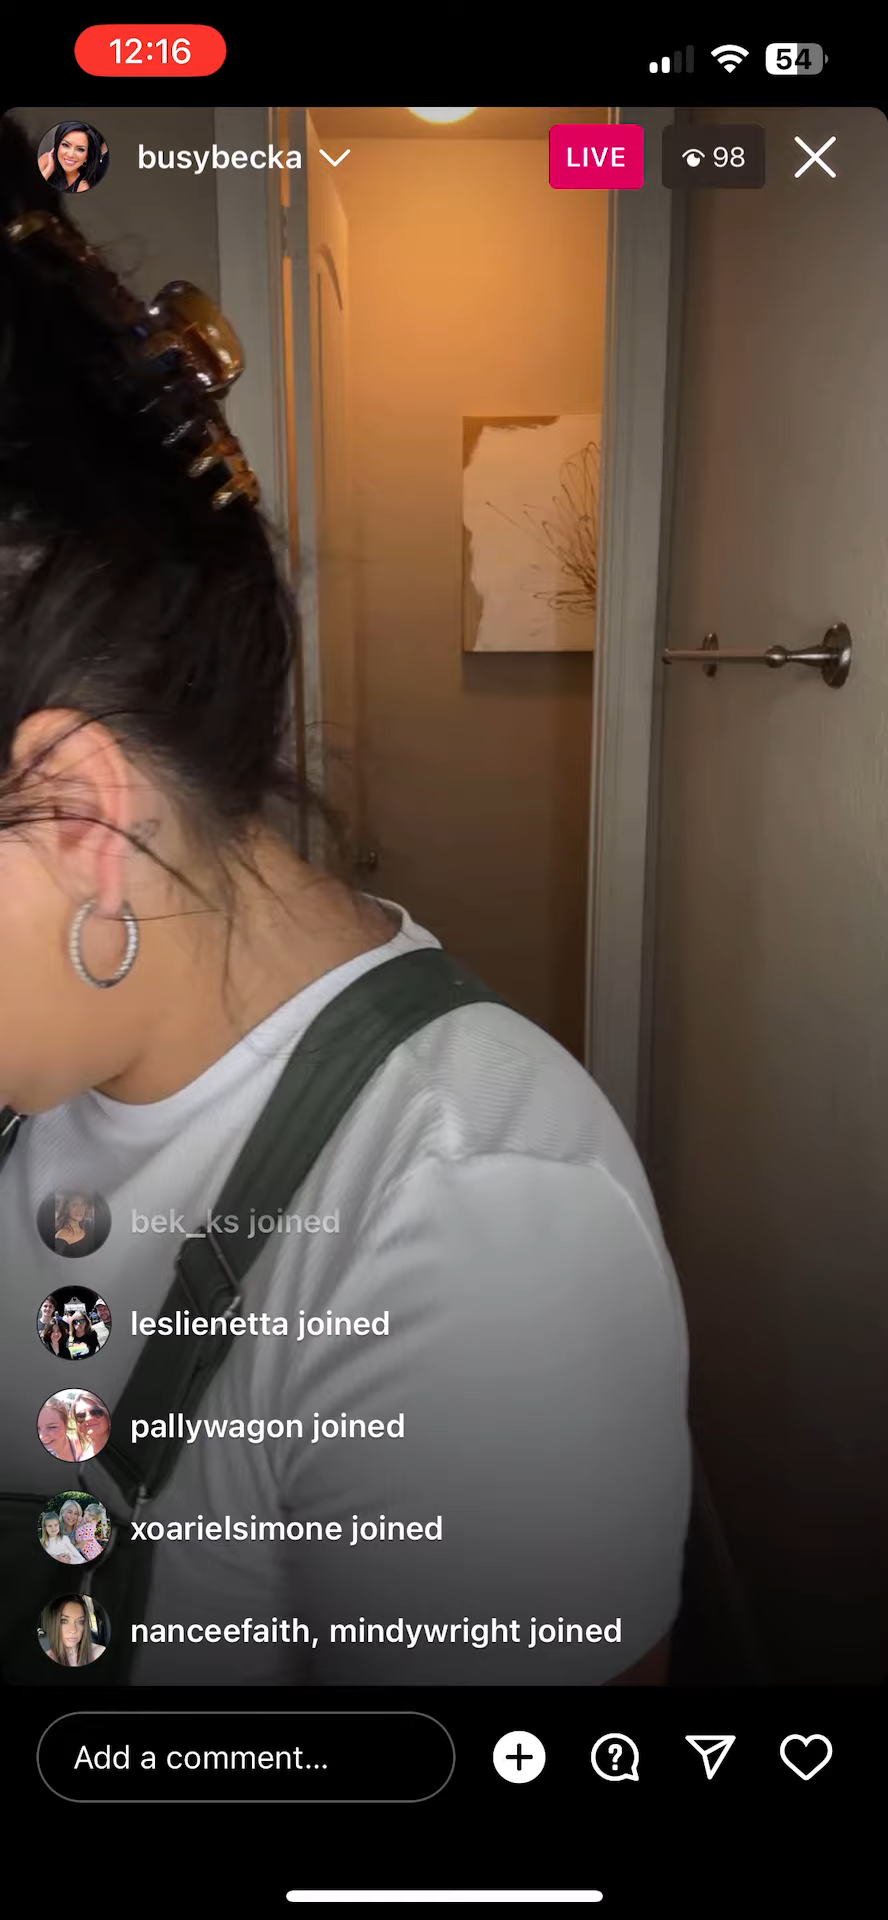 12:16
54
busybecka
LIVE
98
bek_ks joined
leslienetta joined
pallywagon joined
xoarielsimone joined
nanceefaith, mindywright joined
Add a comment...